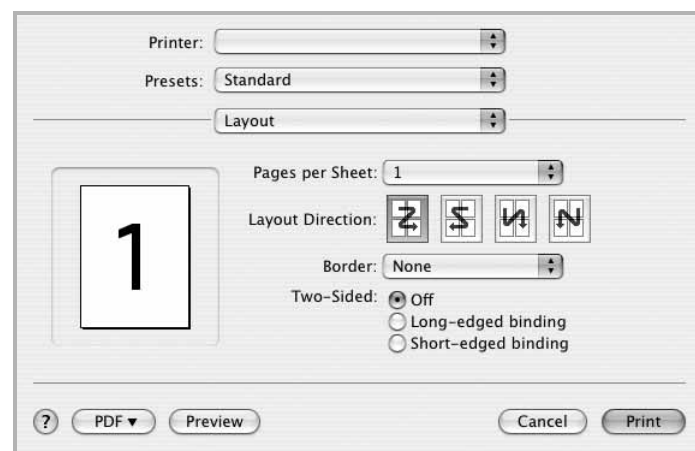 Printer:
Presets: Standard
Layout
Pages per Sheet: 1
1
Layout Direction:
Border: None
Two-Sided: Off
Long-edged binding
Short-edged binding
? PDF▼ Preview Cancel Print